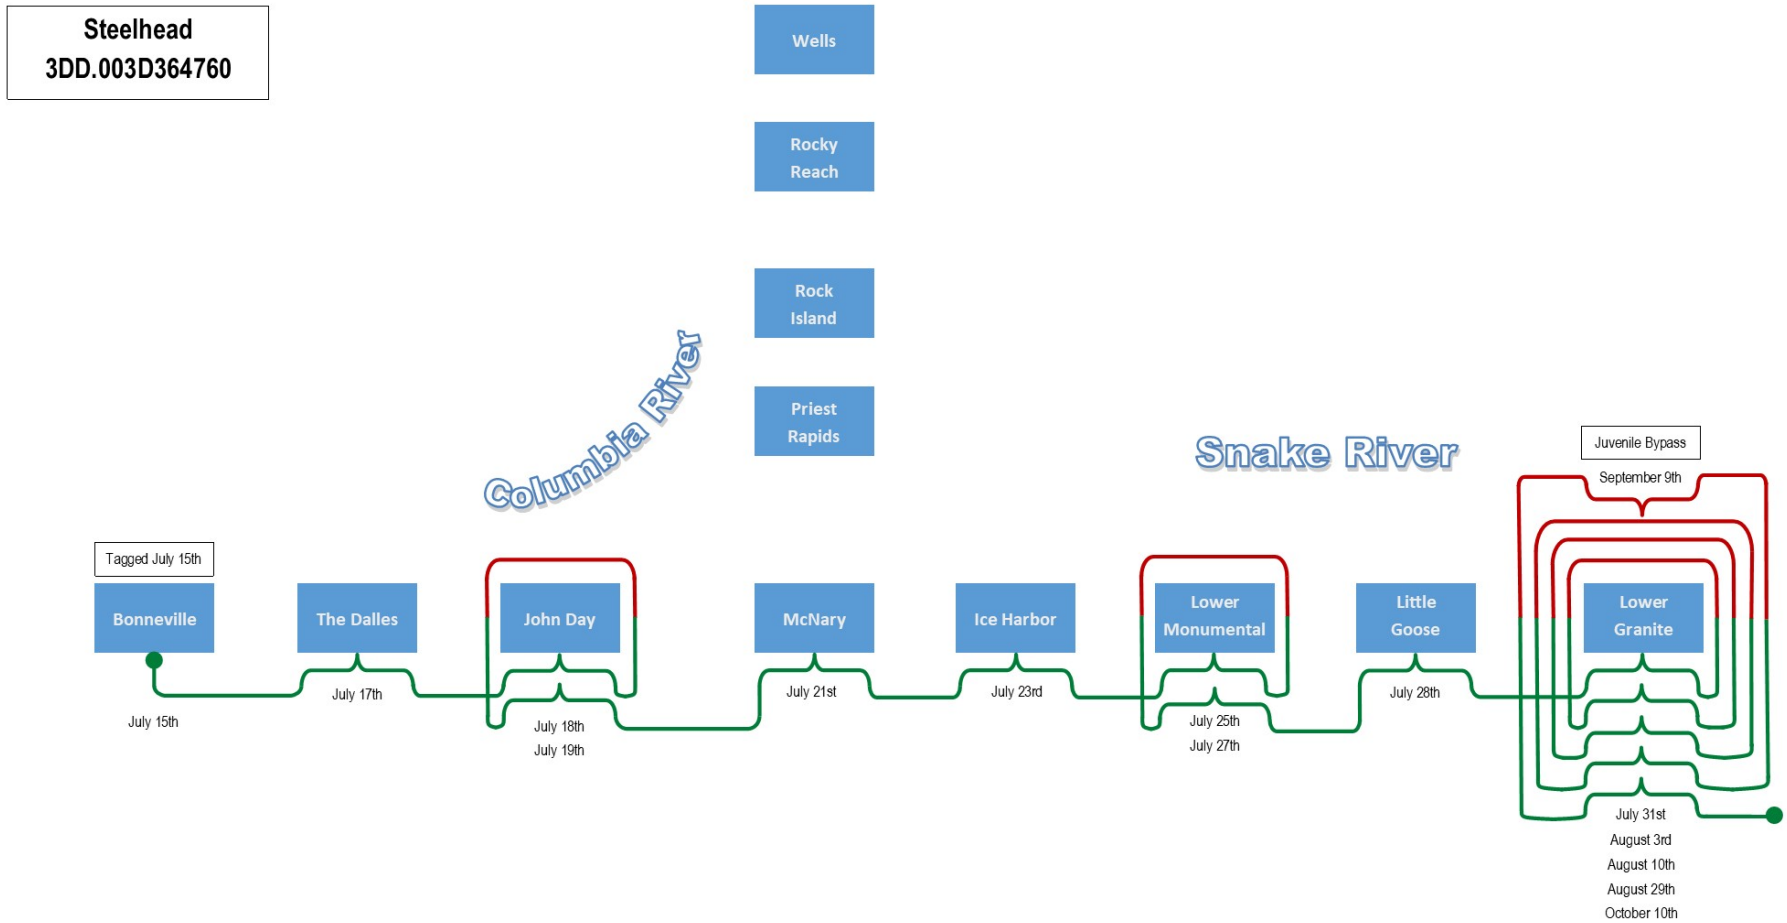 Steelhead
3DD.003D364760
Wells
Rocky
Reach
Rock
Island
Priest
Rapids
Columbia River
Snake River
Juvenile Bypass
September 9th
Tagged July 15th
Bonneville
The Dalles
John Day
McNary
Ice Harbor
Lower
Monumental
Little
Goose
Lower
Granite
July 15th
July 17th
July 18th
July 19th
July 21st
July 23rd
July 25th
July 27th
July 28th
July 31st
August 3rd
August 10th
August 29th
October 10th